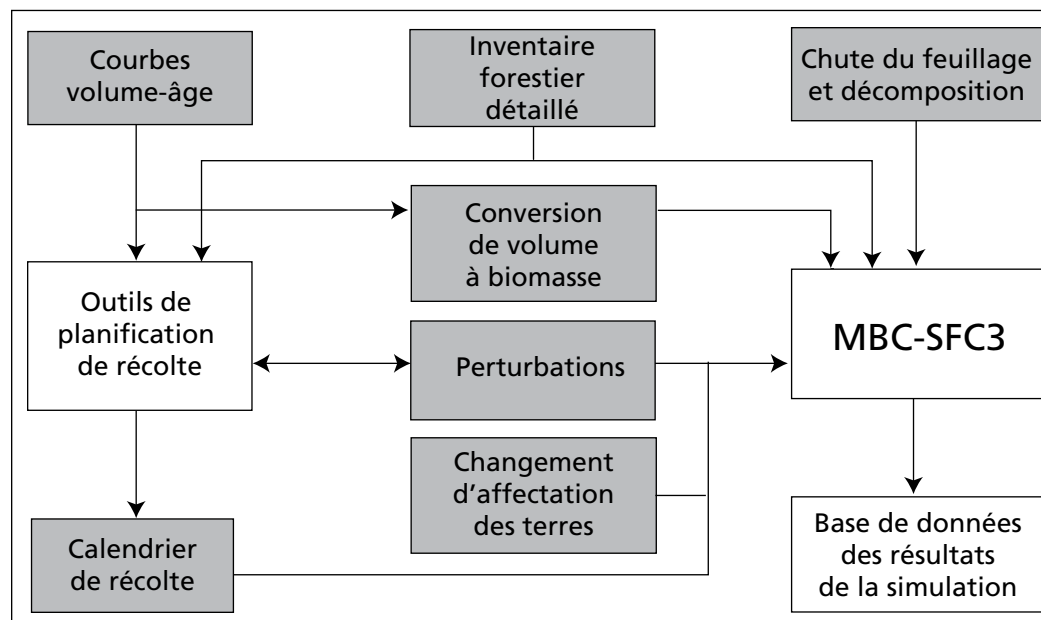 Courbes
volume-âge
Inventaire
forestier
détaillé
Chute du feuillage
et décomposition
Conversion
de volume
à biomasse
Outils de
planification
de récolte
MBC-SFC3
Perturbations
Changement
d'affectation
des terres
Calendrier
de récolte
Base de données
des résultats
de la simulation